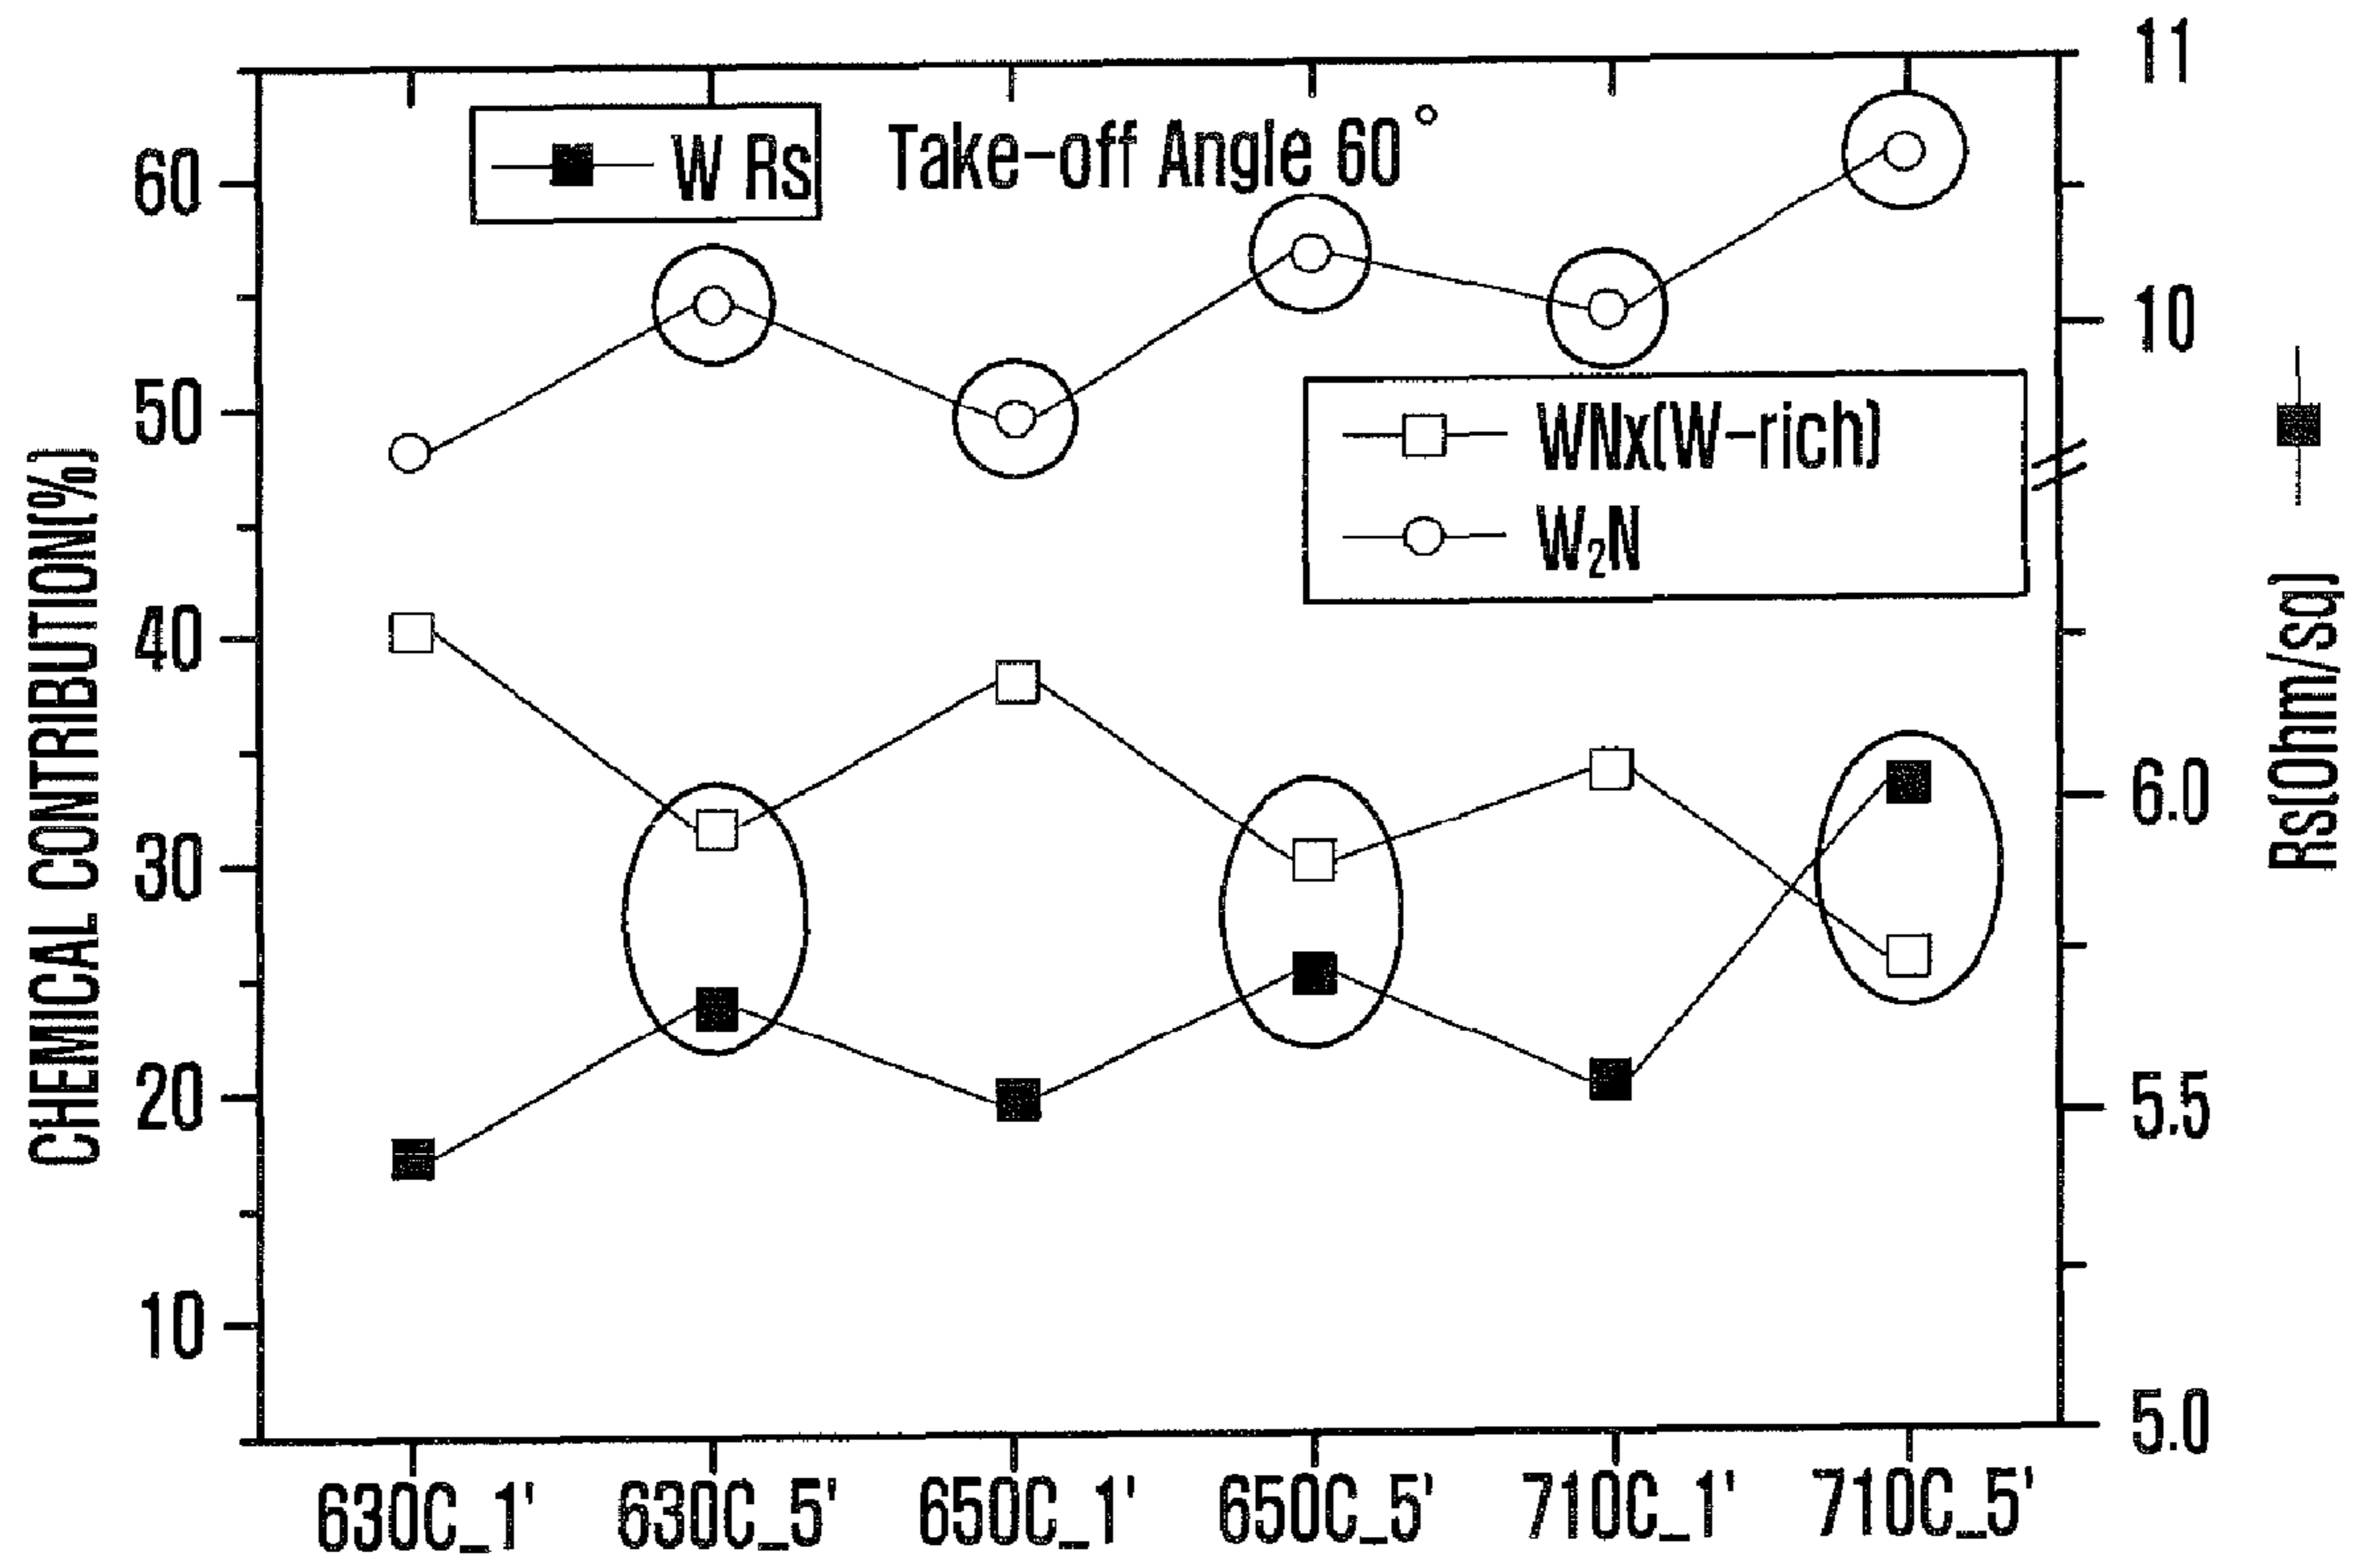 11
W Rs
Take-off Angle 60°
60
50
40
30
20
10
CHEMICAL CONTRIBUTION(%)
WNx(W-rich)
W₂N
10
6.0
5.5
5.0
Rs(Ohm/sq)
630C_1'
630C_5'
650C_1'
650C_5'
710C_1'
710C_5'